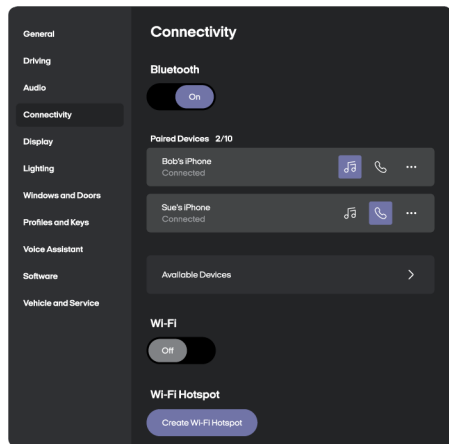 General
Driving
Audio
Connectivity
Display
Lighting
Windows and Doors
Profiles and Keys
Voice Assistant
Software
Vehicle and Service
Connectivity
Bluetooth
On
Paired Devices 2/10
Bob's iPhone
Connected
Sue's iPhone
Connected
Available Devices
Wi-Fi
Off
Wi-Fi Hotspot
Create Wi-Fi Hotspot